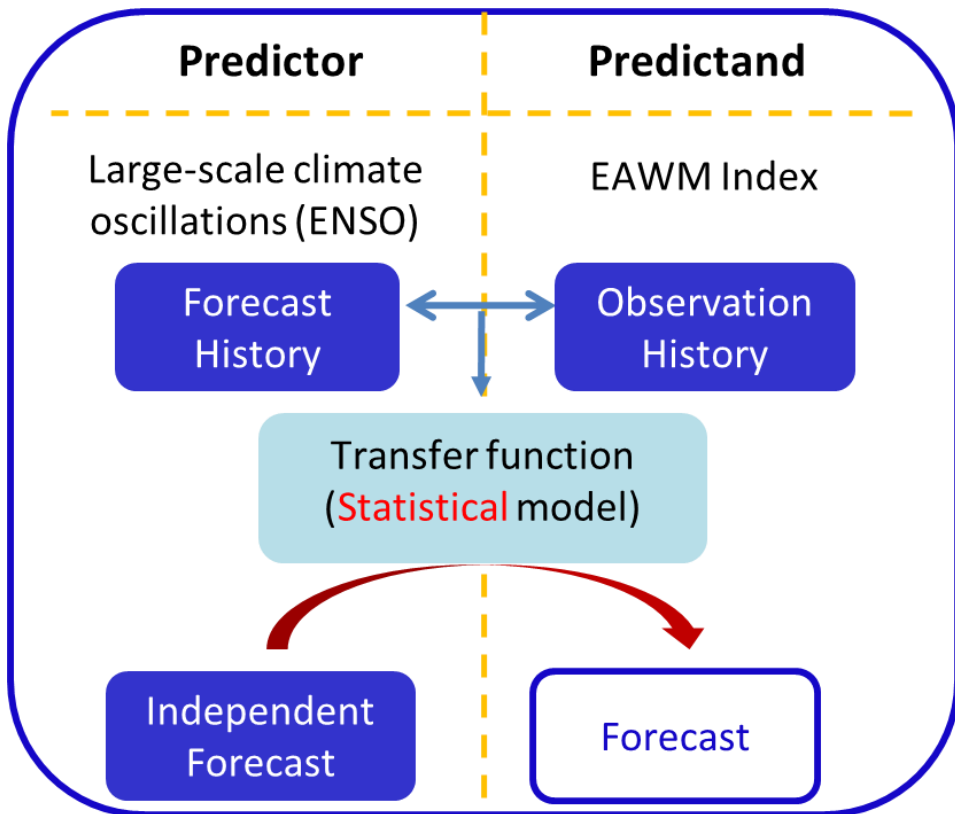 Predictor
Predictand
Large-scale climate
oscillations (ENSO)
EAWM Index
Forecast
History
Observation
History
Transfer function
(Statistical model)
Independent
Forecast
Forecast